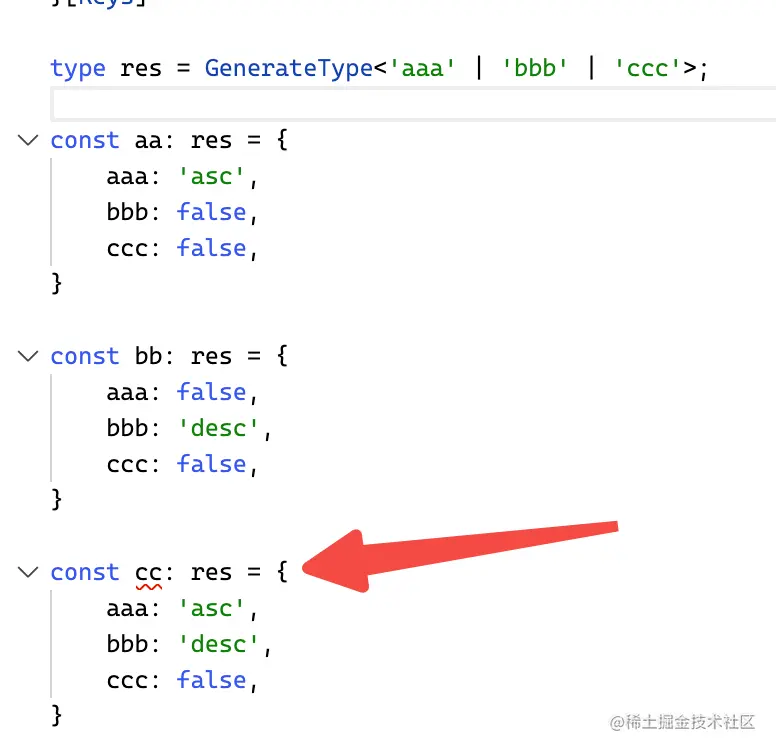 }[Keys]
type res = GenerateType<'aaa' | 'bbb' | 'ccc'>;
const aa: res = {
aaa: 'asc',
bbb: false,
ccc: false,
}
const bb: res = {
aaa: false,
bbb: 'desc',
ccc: false,
}
const cc: res = {
aaa: 'asc',
bbb: 'desc',
ccc: false,
}
@稀土掘金技术社区